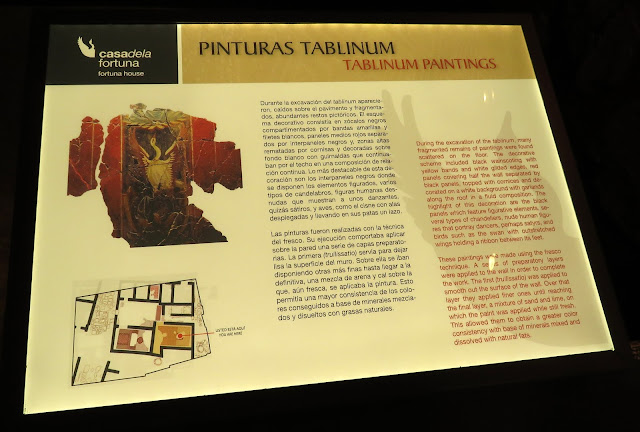 casadela
fortuna
fortuna house
PINTURAS TABLINUM
TABLINUM PAINTINGS
Durante la excavación del tablinum aparecie-
ron, caídos sobre el pavimento y fragmenta-
dos, abundantes restos pictóricos. El esque-
ma decorativo consistía en zócalos negros
compartimentados por bandas amarillas y
filetes blancos, paneles medios rojos separa-
dos por interpaneles negros y, zonas altas
rematadas por cornisas y decoradas sobre
fondo blanco con guirnaldas que continua-
ban por el techo en una composición de rela-
ción continua. Lo más destacable de esta de-
coración son los interpaneles negros donde
se disponen los elementos figurados, varios
tipos de candelabros, figuras humanas des-
nudas que muestran a unos danzantes,
quizás sátiros, y aves, como el cisne con alas
desplegadas y llevando en sus patas un lazo.
Las pinturas fueron realizadas con la técnica
del fresco. Su ejecución comportaba aplicar
sobre la pared una serie de capas preparato-
rias. La primera (trullissatio) servía para dejar
lisa la superficie del muro. Sobre ella se iban
disponiendo otras más finas hasta llegar a la
definitiva, una mezcla de arena y cal sobre la
que, aún fresca, se aplicaba la pintura. Esto
permitía una mayor consistencia de los colo-
res conseguidos a base de minerales mezcla-
dos y disueltos con grasas naturales.
During the excavation of the tablinum, many
fragmented remains of paintings were found
scattered on the floor. The decorative
scheme included black wainscoting with
yellow bands and white gilded edges, red
panels covering half the wall separated by
black panels, topped with cornices and de-
corated on a white background with garlands
along the roof in a fluid composition. The
highlight of this decoration are the black
panels which feature figurative elements, se-
veral types of chandeliers, nude human figu-
res that portray dancers, perhaps satyrs, and
birds such as the swan with outstretched
wings holding a ribbon between its feet.
These paintings were made using the fresco
technique. A series of preparatory layers
were applied to the wall in order to complete
the work. The first (trullissatio) was applied to
smooth out the surface of the wall. Over that
layer they applied finer ones until reaching
the final layer, a mixture of sand and lime, on
which the paint was applied while still fresh.
This allowed them to obtain a greater color
consistency with base of minerals mixed and
dissolved with natural fats.
USTED ESTÁ AQUÍ
YOU ARE HERE